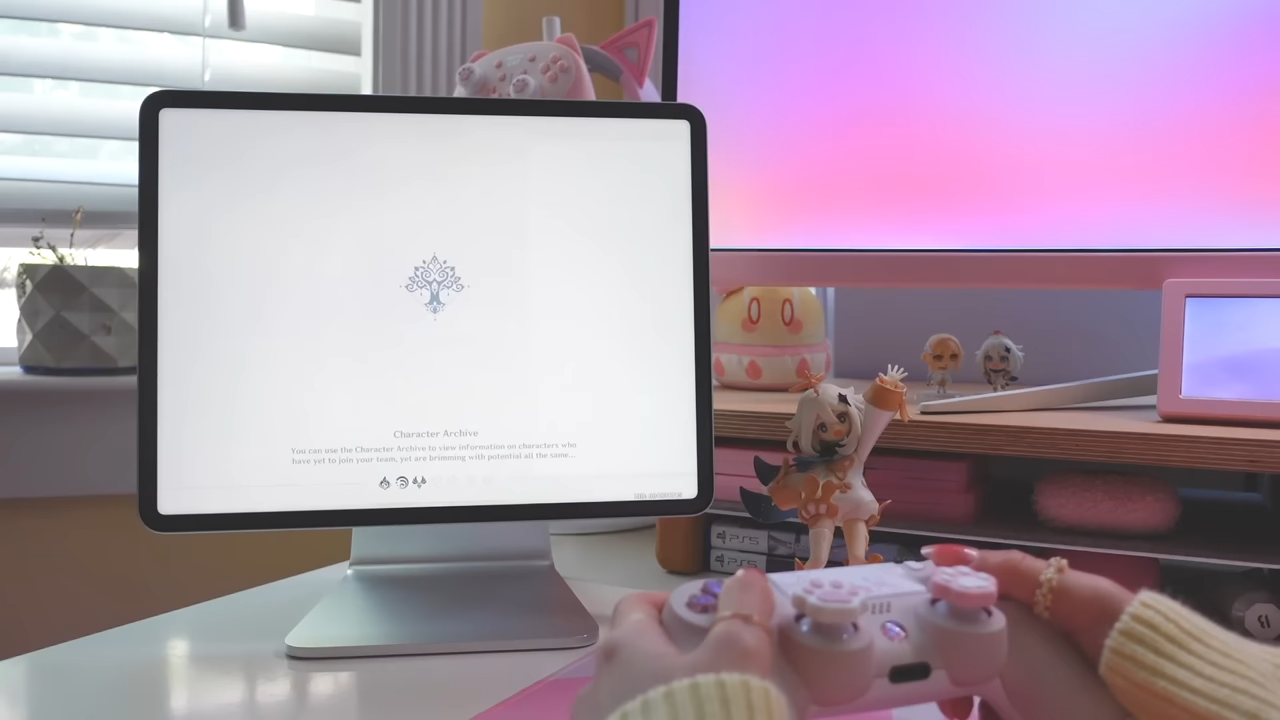 Character Archive
You can use the Character Archive to view information on characters who
have yet to join your team, yet are brimming with potential all the same...
PS5
PS5
13